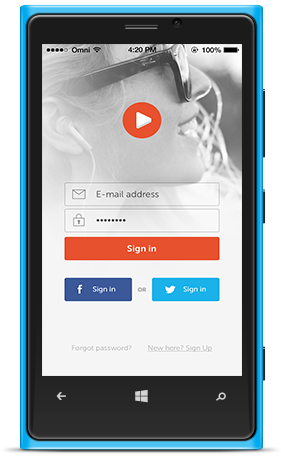 Omni 4:20 PM 100%
E-mail address
••••••••
Sign in
f Sign in OR Sign in
Forgot password? New here? Sign Up